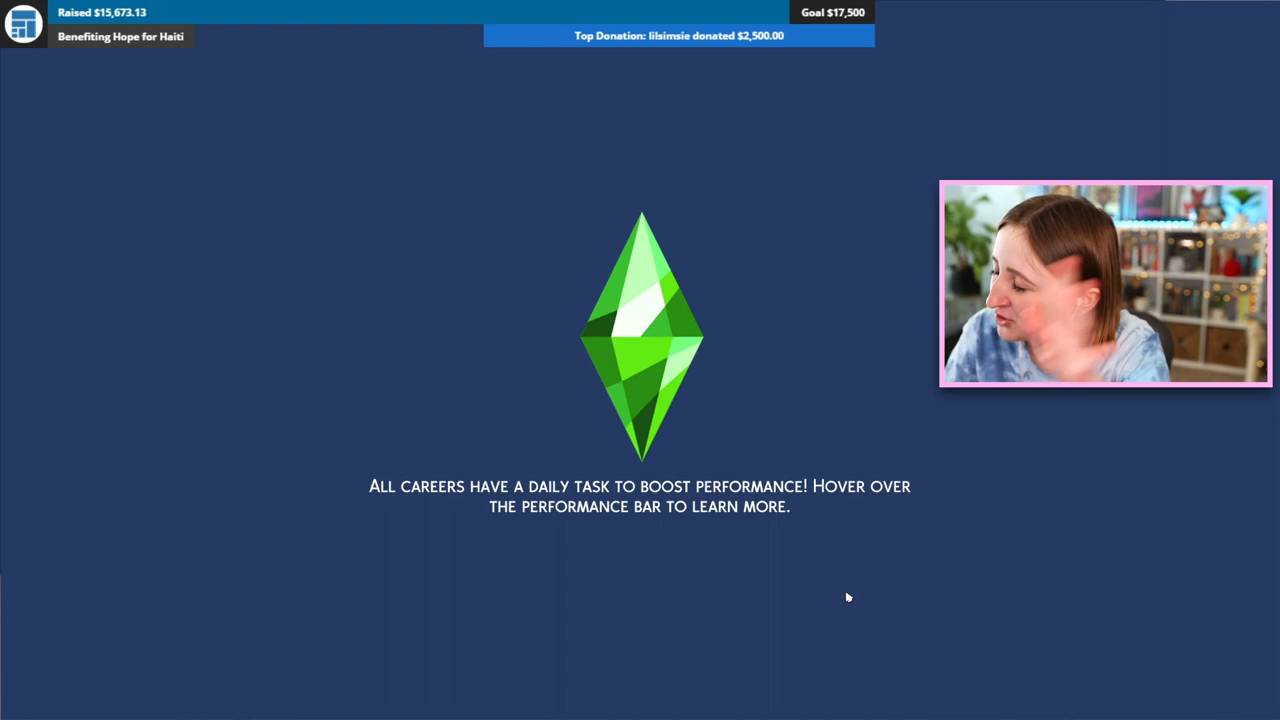 Raised $15,673.13
Goal $17,500
Benefiting Hope for Haiti
Top Donation: lilsimsie donated $2,500.00
ALL CAREERS HAVE A DAILY TASK TO BOOST PERFORMANCE! HOVER OVER
THE PERFORMANCE BAR TO LEARN MORE.